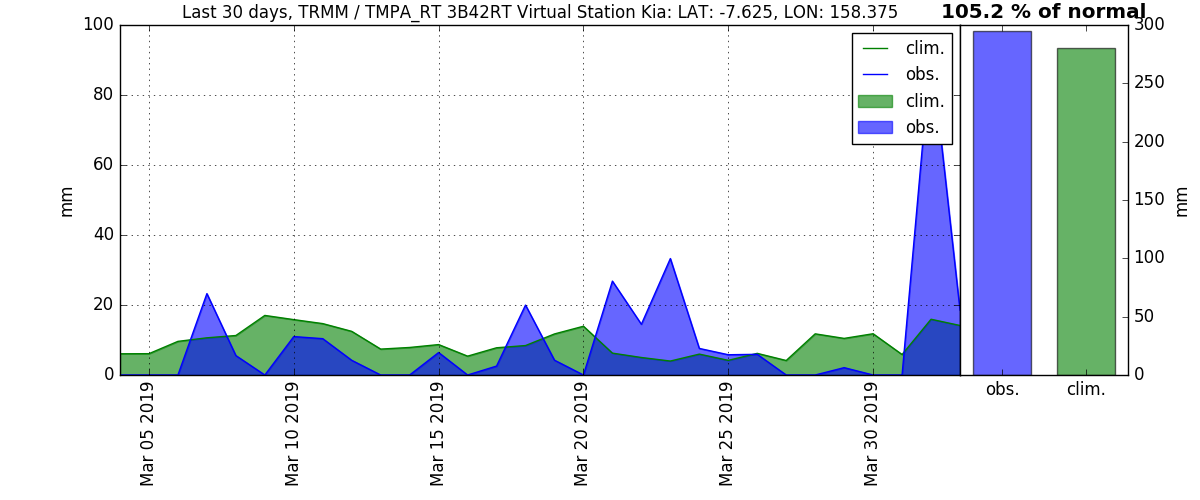 Last 30 days, TRMM / TMPA_RT 3B42RT Virtual Station Kia: LAT: -7.625, LON: 158.375
105.2 % of normal
100
80
60
40
20
0
mm
clim.
obs.
clim.
obs.
300
250
200
150
100
50
0
mm
Mar 05 2019
Mar 10 2019
Mar 15 2019
Mar 20 2019
Mar 25 2019
Mar 30 2019
obs.
clim.